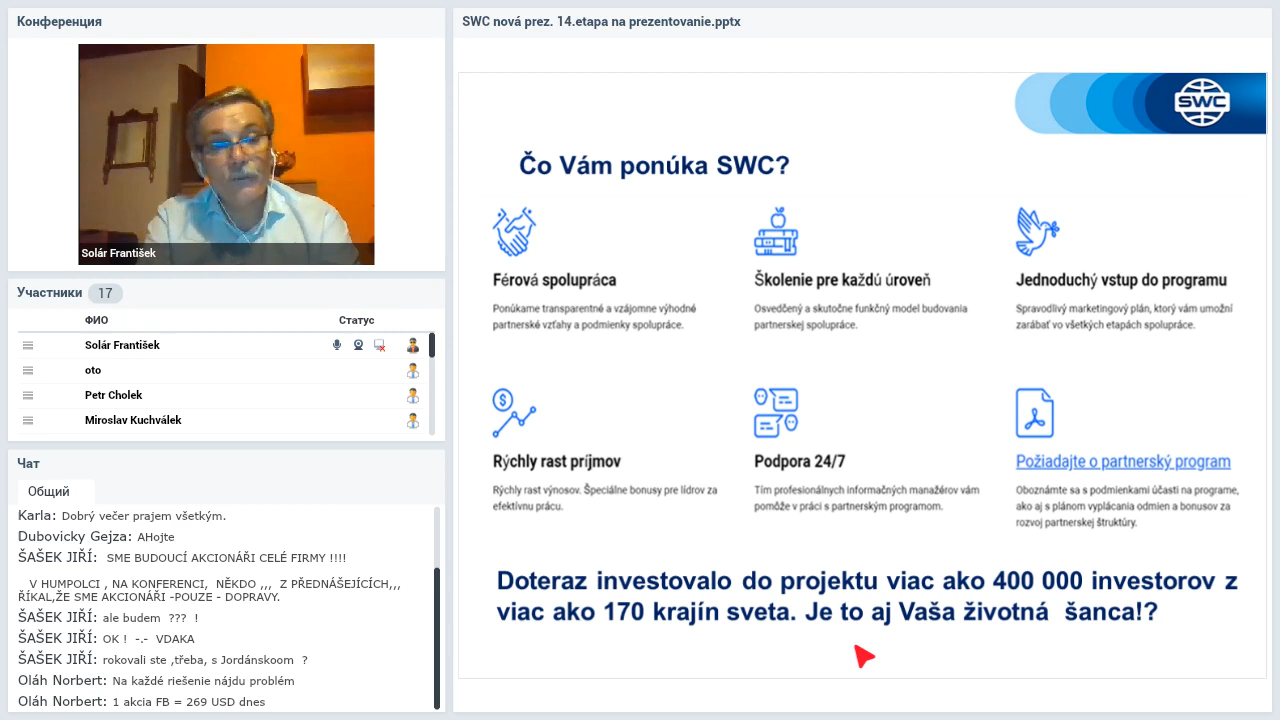 Конференция
Solár František
Участники 17
ФИО Статус
Solár František
oto
Petr Cholek
Miroslav Kuchválek
Чат
Общий
Karla: Dobrý večer prajem všetkým.
Dubovicky Gejza: AHojte
ŠAŠEK JIŘÍ: SME BUDOUCÍ AKCIONÁŘI CELÉ FIRMY !!!!
V HUMPOLCI , NA KONFERENCI, NĚKDO ,,, Z PŘEDNÁŠEJÍCÍCH,,,
ŘÍKAL,ŽE SME AKCIONÁŘI -POUZE - DOPRAVY.
ŠAŠEK JIŘÍ: ale budem ??? !
ŠAŠEK JIŘÍ: OK ! -.- VDAKA
ŠAŠEK JIŘÍ: rokovali ste ,třeba, s Jordánskoom ?
Oláh Norbert: Na každé riešenie nájdu problém
Oláh Norbert: 1 akcia FB = 269 USD dnes
SWC nová prez. 14.etapa na prezentovanie.pptx
SWC
Čo Vám ponúka SWC?
Férová spolupráca
Ponúkame transparentné a vzájomne výhodné
partnerské vzťahy a podmienky spolupráce.
Školenie pre každú úroveň
Osvedčený a skutočne funkčný model budovania
partnerskej spolupráce.
Jednoduchý vstup do programu
Spravodlivý marketingový plán, ktorý vám umožní
zarábať vo všetkých etapách spolupráce.
Rýchly rast príjmov
Rýchly rast výnosov. Špeciálne bonusy pre lídrov za
efektívnu prácu.
Podpora 24/7
Tím profesionálnych informačných manažérov vám
pomôže v práci s partnerským programom.
Požiadajte o partnerský program
Oboznámte sa s podmienkami účasti na programe,
ako aj s plánom vyplácania odmien a bonusov za
rozvoj partnerskej štruktúry.
Doteraz investovalo do projektu viac ako 400 000 investorov z
viac ako 170 krajín sveta. Je to aj Vaša životná šanca!?